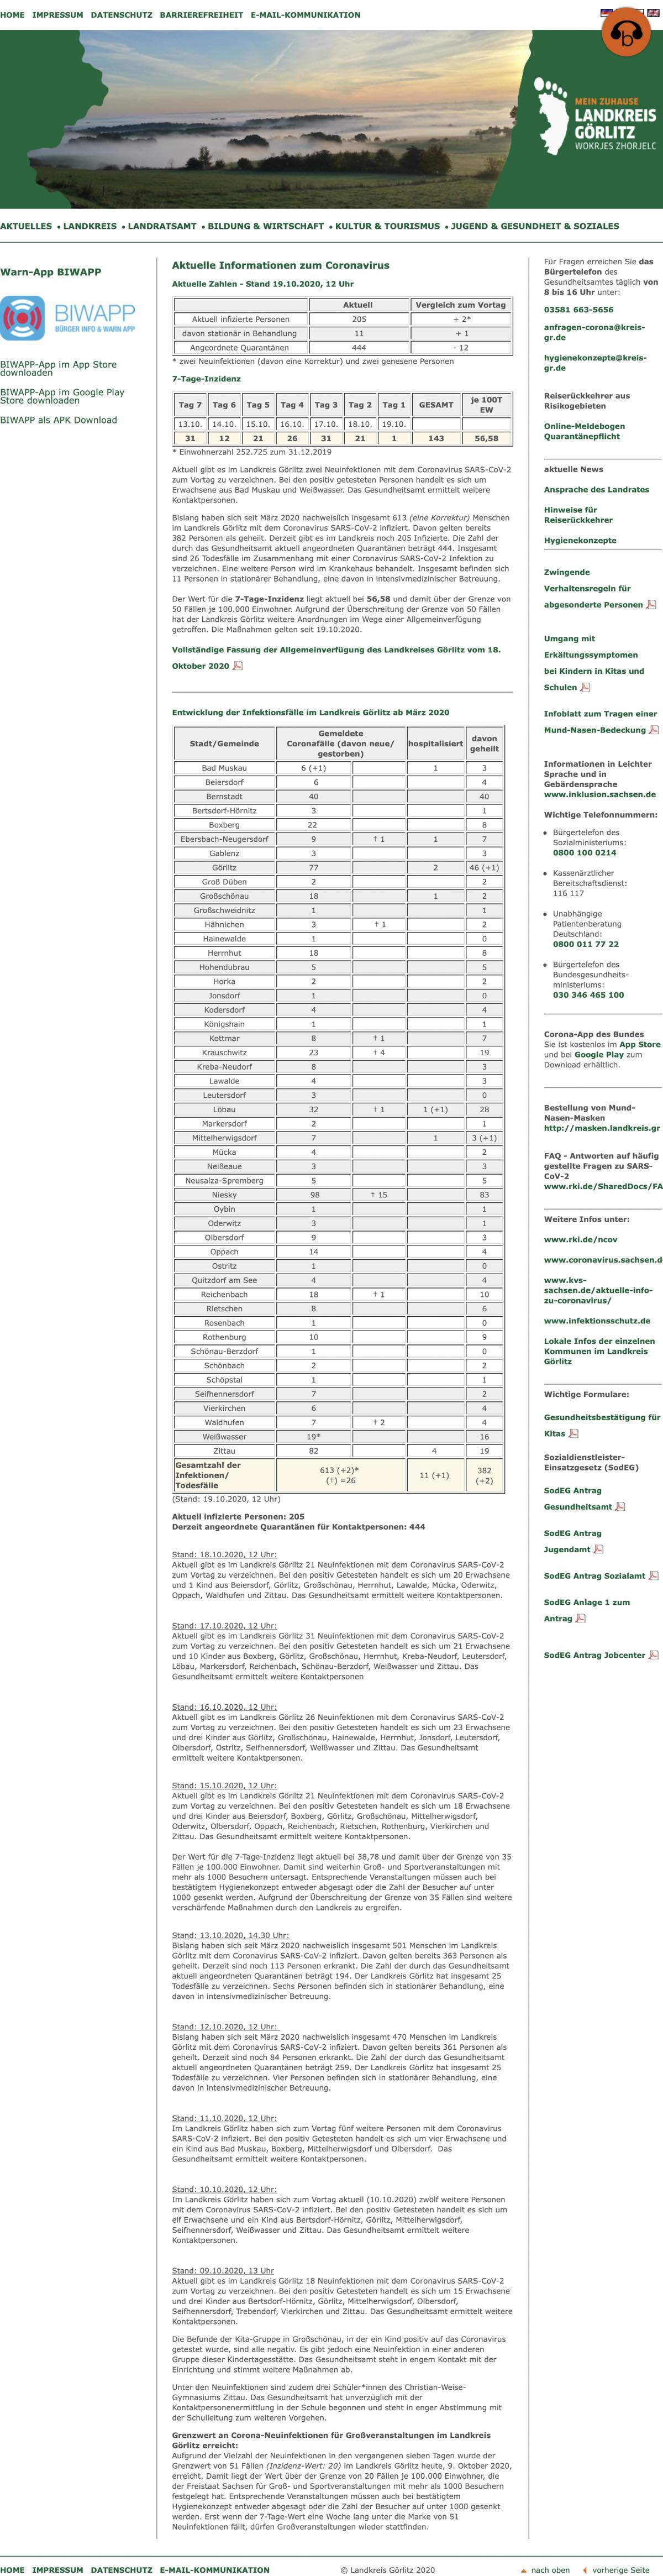 HOME IMPRESSUM DATENSCHUTZ BARRIEREFREIHEIT E-MAIL-KOMMUNIKATION
MEIN ZUHAUSE
LANDKREIS
GÖRLITZ
WOKRJES ZHORJELC
AKTUELLES • LANDKREIS • LANDRATSAMT • BILDUNG & WIRTSCHAFT • KULTUR & TOURISMUS • JUGEND & GESUNDHEIT & SOZIALES
Warn-App BIWAPP
BIWAPP
BÜRGER INFO & WARN APP
BIWAPP-App im App Store
downloaden
BIWAPP-App im Google Play
Store downloaden
BIWAPP als APK Download
Aktuelle Informationen zum Coronavirus
Aktuelle Zahlen - Stand 19.10.2020, 12 Uhr
Aktuell Vergleich zum Vortag
Aktuell infizierte Personen 205 + 2*
davon stationär in Behandlung 11 + 1
Angeordnete Quarantänen 444 - 12
* zwei Neuinfektionen (davon eine Korrektur) und zwei genesene Personen
7-Tage-Inzidenz
Tag 7 Tag 6 Tag 5 Tag 4 Tag 3 Tag 2 Tag 1 GESAMT je 100T
EW
13.10. 14.10. 15.10. 16.10. 17.10. 18.10. 19.10.
31 12 21 26 31 21 1 143 56,58
* Einwohnerzahl 252.725 zum 31.12.2019
Aktuell gibt es im Landkreis Görlitz zwei Neuinfektionen mit dem Coronavirus SARS-CoV-2
zum Vortag zu verzeichnen. Bei den positiv getesteten Personen handelt es sich um
Erwachsene aus Bad Muskau und Weißwasser. Das Gesundheitsamt ermittelt weitere
Kontaktpersonen.
Bislang haben sich seit März 2020 nachweislich insgesamt 613 (eine Korrektur) Menschen
im Landkreis Görlitz mit dem Coronavirus SARS-CoV-2 infiziert. Davon gelten bereits
382 Personen als geheilt. Derzeit gibt es im Landkreis noch 205 Infizierte. Die Zahl der
durch das Gesundheitsamt aktuell angeordneten Quarantänen beträgt 444. Insgesamt
sind 26 Todesfälle im Zusammenhang mit einer Coronavirus SARS-CoV-2 Infektion zu
verzeichnen. Eine weitere Person wird im Krankenhaus behandelt. Insgesamt befinden sich
11 Personen in stationärer Behandlung, eine davon in intensivmedizinischer Betreuung.
Der Wert für die 7-Tage-Inzidenz liegt aktuell bei 56,58 und damit über der Grenze von
50 Fällen je 100.000 Einwohner. Aufgrund der Überschreitung der Grenze von 50 Fällen
hat der Landkreis Görlitz weitere Anordnungen im Wege einer Allgemeinverfügung
getroffen. Die Maßnahmen gelten seit 19.10.2020.
Vollständige Fassung der Allgemeinverfügung des Landkreises Görlitz vom 18.
Oktober 2020
Entwicklung der Infektionsfälle im Landkreis Görlitz ab März 2020
Stadt/Gemeinde Gemeldete
Coronafälle (davon neue/
gestorben) hospitalisiert davon
geheilt
Bad Muskau 6 (+1) 1 3
Beiersdorf 6 4
Bernstadt 40 40
Bertsdorf-Hörnitz 3 1
Boxberg 22 8
Ebersbach-Neugersdorf 9 † 1 1 7
Gablenz 3 3
Görlitz 77 2 46 (+1)
Groß Düben 2 2
Großschönau 18 1 2
Großschweidnitz 1 1
Hähnichen 3 † 1 2
Hainewalde 1 0
Herrnhut 18 8
Hohendubrau 5 5
Horka 2 2
Jonsdorf 1 0
Kodersdorf 4 4
Königshain 1 1
Kottmar 8 † 1 7
Krauschwitz 23 † 4 19
Kreba-Neudorf 8 3
Lawalde 4 3
Leutersdorf 3 0
Löbau 32 † 1 1 (+1) 28
Markersdorf 2 1
Mittelherwigsdorf 7 1 3 (+1)
Mücka 4 2
Neißeaue 3 3
Neusalza-Spremberg 5 5
Niesky 98 † 15 83
Oybin 1 1
Oderwitz 3 1
Olbersdorf 9 3
Oppach 14 4
Ostritz 1 0
Quitzdorf am See 4 4
Reichenbach 18 † 1 10
Rietschen 8 6
Rosenbach 1 0
Rothenburg 10 9
Schönau-Berzdorf 1 0
Schönbach 2 2
Schöpstal 1 1
Seifhennersdorf 7 2
Vierkirchen 6 4
Waldhufen 7 † 2 4
Weißwasser 19* 16
Zittau 82 4 19
Gesamtzahl der
Infektionen/
Todesfälle 613 (+2)*
(†) =26 11 (+1) 382
(+2)
(Stand: 19.10.2020, 12 Uhr)
Aktuell infizierte Personen: 205
Derzeit angeordnete Quarantänen für Kontaktpersonen: 444
Stand: 18.10.2020, 12 Uhr:
Aktuell gibt es im Landkreis Görlitz 21 Neuinfektionen mit dem Coronavirus SARS-CoV-2
zum Vortag zu verzeichnen. Bei den positiv Getesteten handelt es sich um 20 Erwachsene
und 1 Kind aus Beiersdorf, Görlitz, Großschönau, Herrnhut, Lawalde, Mücka, Oderwitz,
Oppach, Waldhufen und Zittau. Das Gesundheitsamt ermittelt weitere Kontaktpersonen.
Stand: 17.10.2020, 12 Uhr:
Aktuell gibt es im Landkreis Görlitz 31 Neuinfektionen mit dem Coronavirus SARS-CoV-2
zum Vortag zu verzeichnen. Bei den positiv Getesteten handelt es sich um 21 Erwachsene
und 10 Kinder aus Boxberg, Görlitz, Großschönau, Herrnhut, Kreba-Neudorf, Leutersdorf,
Löbau, Markersdorf, Reichenbach, Schönau-Berzdorf, Weißwasser und Zittau. Das
Gesundheitsamt ermittelt weitere Kontaktpersonen
Stand: 16.10.2020, 12 Uhr:
Aktuell gibt es im Landkreis Görlitz 26 Neuinfektionen mit dem Coronavirus SARS-CoV-2
zum Vortag zu verzeichnen. Bei den positiv Getesteten handelt es sich um 23 Erwachsene
und drei Kinder aus Görlitz, Großschönau, Hainewalde, Herrnhut, Jonsdorf, Leutersdorf,
Olbersdorf, Ostritz, Seifhennersdorf, Weißwasser und Zittau. Das Gesundheitsamt
ermittelt weitere Kontaktpersonen.
Stand: 15.10.2020, 12 Uhr:
Aktuell gibt es im Landkreis Görlitz 21 Neuinfektionen mit dem Coronavirus SARS-CoV-2
zum Vortag zu verzeichnen. Bei den positiv Getesteten handelt es sich um 18 Erwachsene
und drei Kinder aus Beiersdorf, Boxberg, Görlitz, Großschönau, Mittelherwigsdorf,
Oderwitz, Olbersdorf, Oppach, Reichenbach, Rietschen, Rothenburg, Vierkirchen und
Zittau. Das Gesundheitsamt ermittelt weitere Kontaktpersonen.
Der Wert für die 7-Tage-Inzidenz liegt aktuell bei 38,78 und damit über der Grenze von 35
Fällen je 100.000 Einwohner. Damit sind weiterhin Groß- und Sportveranstaltungen mit
mehr als 1000 Besuchern untersagt. Entsprechende Veranstaltungen müssen auch bei
bestätigtem Hygienekonzept entweder abgesagt oder die Zahl der Besucher auf unter
1000 gesenkt werden. Aufgrund der Überschreitung der Grenze von 35 Fällen sind weitere
verschärfende Maßnahmen durch den Landkreis zu ergreifen.
Stand: 13.10.2020, 14.30 Uhr:
Bislang haben sich seit März 2020 nachweislich insgesamt 501 Menschen im Landkreis
Görlitz mit dem Coronavirus SARS-CoV-2 infiziert. Davon gelten bereits 363 Personen als
geheilt. Derzeit sind noch 113 Personen erkrankt. Die Zahl der durch das Gesundheitsamt
aktuell angeordneten Quarantänen beträgt 194. Der Landkreis Görlitz hat insgesamt 25
Todesfälle zu verzeichnen. Sechs Personen befinden sich in stationärer Behandlung, eine
davon in intensivmedizinischer Betreuung.
Stand: 12.10.2020, 12 Uhr:
Bislang haben sich seit März 2020 nachweislich insgesamt 470 Menschen im Landkreis
Görlitz mit dem Coronavirus SARS-CoV-2 infiziert. Davon gelten bereits 361 Personen als
geheilt. Derzeit sind noch 84 Personen erkrankt. Die Zahl der durch das Gesundheitsamt
aktuell angeordneten Quarantänen beträgt 259. Der Landkreis Görlitz hat insgesamt 25
Todesfälle zu verzeichnen. Vier Personen befinden sich in stationärer Behandlung, eine
davon in intensivmedizinischer Betreuung.
Stand: 11.10.2020, 12 Uhr:
Im Landkreis Görlitz haben sich zum Vortag fünf weitere Personen mit dem Coronavirus
SARS-CoV-2 infiziert. Bei den positiv Getesteten handelt es sich um vier Erwachsene und
ein Kind aus Bad Muskau, Boxberg, Mittelherwigsdorf und Olbersdorf. Das
Gesundheitsamt ermittelt weitere Kontaktpersonen.
Stand: 10.10.2020, 12 Uhr:
Im Landkreis Görlitz haben sich zum Vortag aktuell (10.10.2020) zwölf weitere Personen
mit dem Coronavirus SARS-CoV-2 infiziert. Bei den positiv Getesteten handelt es sich um
elf Erwachsene und ein Kind aus Bertsdorf-Hörnitz, Görlitz, Mittelherwigsdorf,
Seifhennersdorf, Weißwasser und Zittau. Das Gesundheitsamt ermittelt weitere
Kontaktpersonen.
Stand: 09.10.2020, 13 Uhr
Aktuell gibt es im Landkreis Görlitz 18 Neuinfektionen mit dem Coronavirus SARS-CoV-2
zum Vortag zu verzeichnen. Bei den positiv Getesteten handelt es sich um 15 Erwachsene
und drei Kinder aus Bertsdorf-Hörnitz, Görlitz, Mittelherwigsdorf, Olbersdorf,
Seifhennersdorf, Trebendorf, Vierkirchen und Zittau. Das Gesundheitsamt ermittelt weitere
Kontaktpersonen.
Die Befunde der Kita-Gruppe in Großschönau, in der ein Kind positiv auf das Coronavirus
getestet wurde, sind alle negativ. Es gibt jedoch eine Neuinfektion in einer anderen
Gruppe dieser Kindertagesstätte. Das Gesundheitsamt steht in engem Kontakt mit der
Einrichtung und stimmt weitere Maßnahmen ab.
Unter den Neuinfektionen sind zudem drei Schüler*innen des Christian-Weise-
Gymnasiums Zittau. Das Gesundheitsamt hat unverzüglich mit der
Kontaktpersonenermittlung in der Schule begonnen und steht in enger Abstimmung mit
der Schulleitung zum weiteren Vorgehen.
Grenzwert an Corona-Neuinfektionen für Großveranstaltungen im Landkreis
Görlitz erreicht:
Aufgrund der Vielzahl der Neuinfektionen in den vergangenen sieben Tagen wurde der
Grenzwert von 51 Fällen (Inzidenz-Wert: 20) im Landkreis Görlitz heute, 9. Oktober 2020,
erreicht. Damit liegt der Wert über der Grenze von 20 Fällen je 100.000 Einwohner, die
der Freistaat Sachsen für Groß- und Sportveranstaltungen mit mehr als 1000 Besuchern
festgelegt hat. Entsprechende Veranstaltungen müssen auch bei bestätigtem
Hygienekonzept entweder abgesagt oder die Zahl der Besucher auf unter 1000 gesenkt
werden. Erst wenn der 7-Tage-Wert eine Woche lang unter die Marke von 51
Neuinfektionen fällt, dürfen Großveranstaltungen wieder stattfinden.
Für Fragen erreichen Sie das
Bürgertelefon des
Gesundheitsamtes täglich von
8 bis 16 Uhr unter:
03581 663-5656
anfragen-corona@kreis-
gr.de
hygienekonzepte@kreis-
gr.de
Reiserückkehrer aus
Risikogebieten
Online-Meldebogen
Quarantänepflicht
aktuelle News
Ansprache des Landrates
Hinweise für
Reiserückkehrer
Hygienekonzepte
Zwingende
Verhaltensregeln für
abgesonderte Personen
Umgang mit
Erkältungssymptomen
bei Kindern in Kitas und
Schulen
Infoblatt zum Tragen einer
Mund-Nasen-Bedeckung
Informationen in Leichter
Sprache und in
Gebärdensprache
www.inklusion.sachsen.de
Wichtige Telefonnummern:
• Bürgertelefon des
Sozialministeriums:
0800 100 0214
• Kassenärztlicher
Bereitschaftsdienst:
116 117
• Unabhängige
Patientenberatung
Deutschland:
0800 011 77 22
• Bürgertelefon des
Bundesgesundheits-
ministeriums:
030 346 465 100
Corona-App des Bundes
Sie ist kostenlos im App Store
und bei Google Play zum
Download erhältlich.
Bestellung von Mund-
Nasen-Masken
http://masken.landkreis.gr
FAQ - Antworten auf häufig
gestellte Fragen zu SARS-
CoV-2
www.rki.de/SharedDocs/FA
Weitere Infos unter:
www.rki.de/ncov
www.coronavirus.sachsen.d
www.kvs-
sachsen.de/aktuelle-info-
zu-coronavirus/
www.infektionsschutz.de
Lokale Infos der einzelnen
Kommunen im Landkreis
Görlitz
Wichtige Formulare:
Gesundheitsbestätigung für
Kitas
Sozialdienstleister-
Einsatzgesetz (SodEG)
SodEG Antrag
Gesundheitsamt
SodEG Antrag
Jugendamt
SodEG Antrag Sozialamt
SodEG Anlage 1 zum
Antrag
SodEG Antrag Jobcenter
HOME IMPRESSUM DATENSCHUTZ E-MAIL-KOMMUNIKATION © Landkreis Görlitz 2020 nach oben vorherige Seite